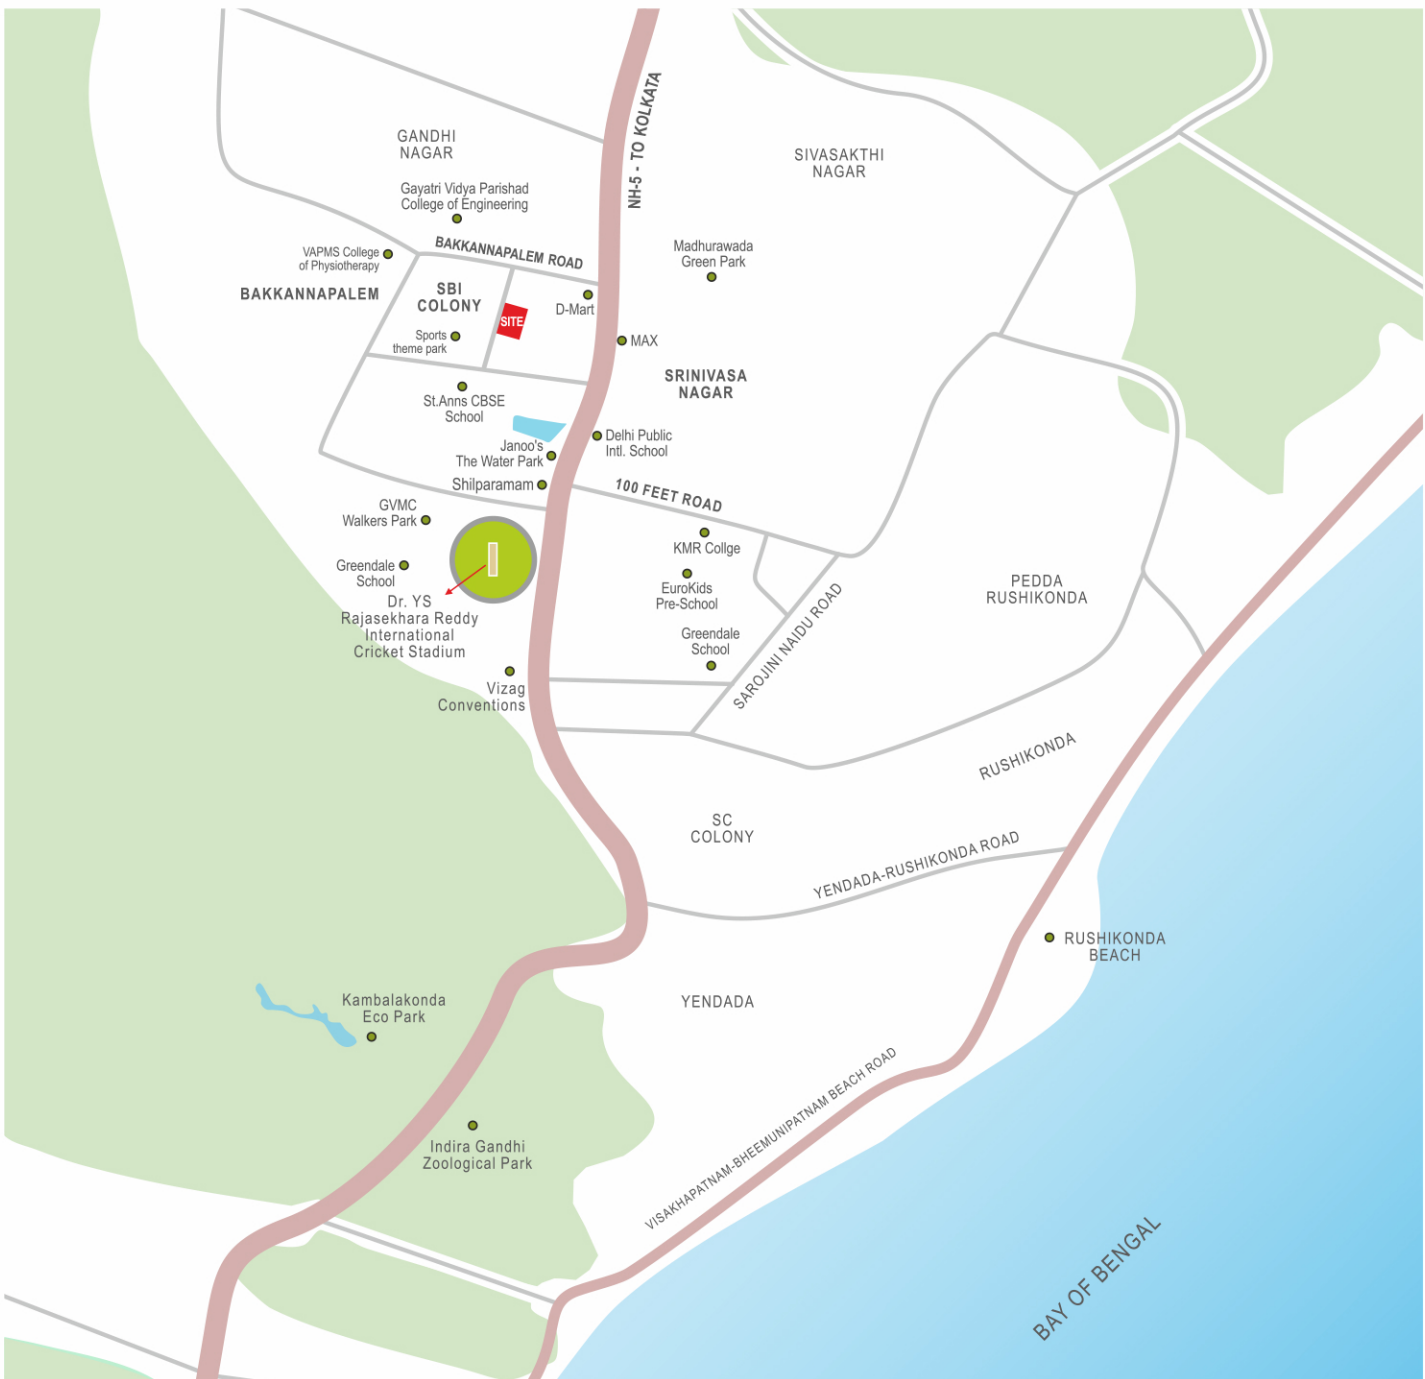 NH-5 - TO KOLKATA
GANDHI
NAGAR
SIVASAKTHI
NAGAR
Gayatri Vidya Parishad
College of Engineering
VAPMS College
of Physiotherapy
BAKKANNAPALEM ROAD
Madhurawada
Green Park
BAKKANNAPALEM
SBI
COLONY
D-Mart
SITE
Sports
theme park
MAX
SRINIVASA
NAGAR
St.Anns CBSE
School
Delhi Public
Intl. School
Janoo's
The Water Park
Shilparamam
100 FEET ROAD
GVMC
Walkers Park
KMR Collge
Greendale
School
EuroKids
Pre-School
PEDDA
RUSHIKONDA
Dr. YS
Rajasekhara Reddy
International
Cricket Stadium
Greendale
School
SAROJINI NAIDU ROAD
Vizag
Conventions
RUSHIKONDA
SC
COLONY
YENDADA-RUSHIKONDA ROAD
RUSHIKONDA
BEACH
YENDADA
Kambalakonda
Eco Park
VISAKHAPATNAM-BHEEMUNIPATNAM BEACH ROAD
Indira Gandhi
Zoological Park
BAY OF BENGAL